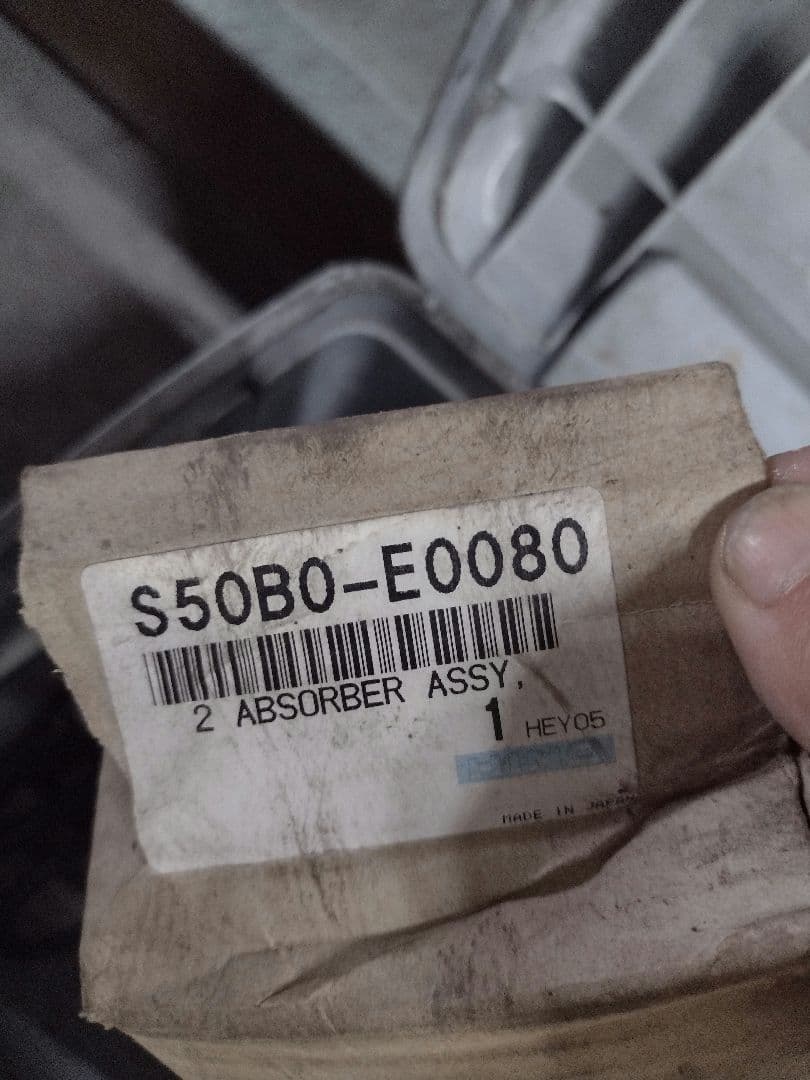 S50B0-E0080
2 ABSORBER ASSY,
1 HEY05
MADE IN JAPAN